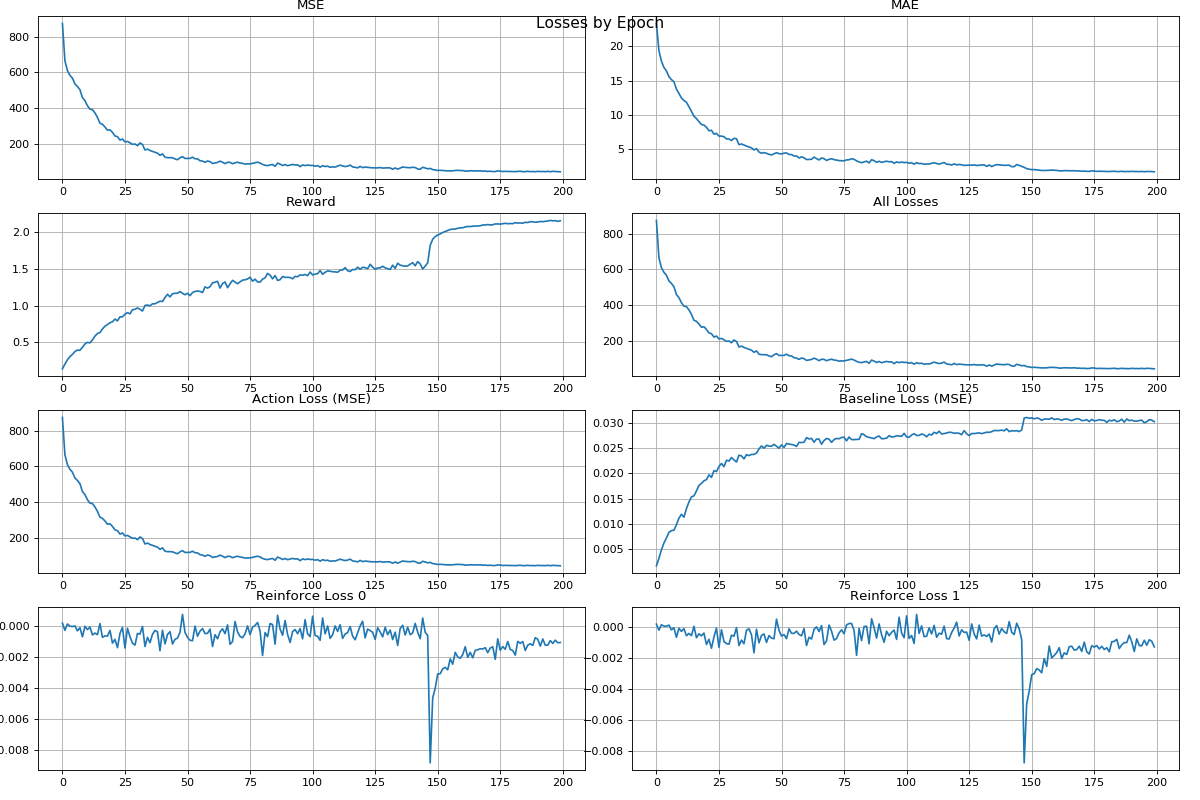 Losses by Epoch
MSE
800
600
400
200
0 25 50 75 100 125 150 175 200
MAE
20
15
10
5
0 25 50 75 100 125 150 175 200
Reward
2.0
1.5
1.0
0.5
0 25 50 75 100 125 150 175 200
All Losses
800
600
400
200
0 25 50 75 100 125 150 175 200
Action Loss (MSE)
800
600
400
200
0 25 50 75 100 125 150 175 200
Baseline Loss (MSE)
0.030
0.025
0.020
0.015
0.010
0.005
0 25 50 75 100 125 150 175 200
Reinforce Loss 0
0.000
0.002
0.004
0.006
0.008
0 25 50 75 100 125 150 175 200
Reinforce Loss 1
0.000
−0.002
−0.004
−0.006
−0.008
0 25 50 75 100 125 150 175 200